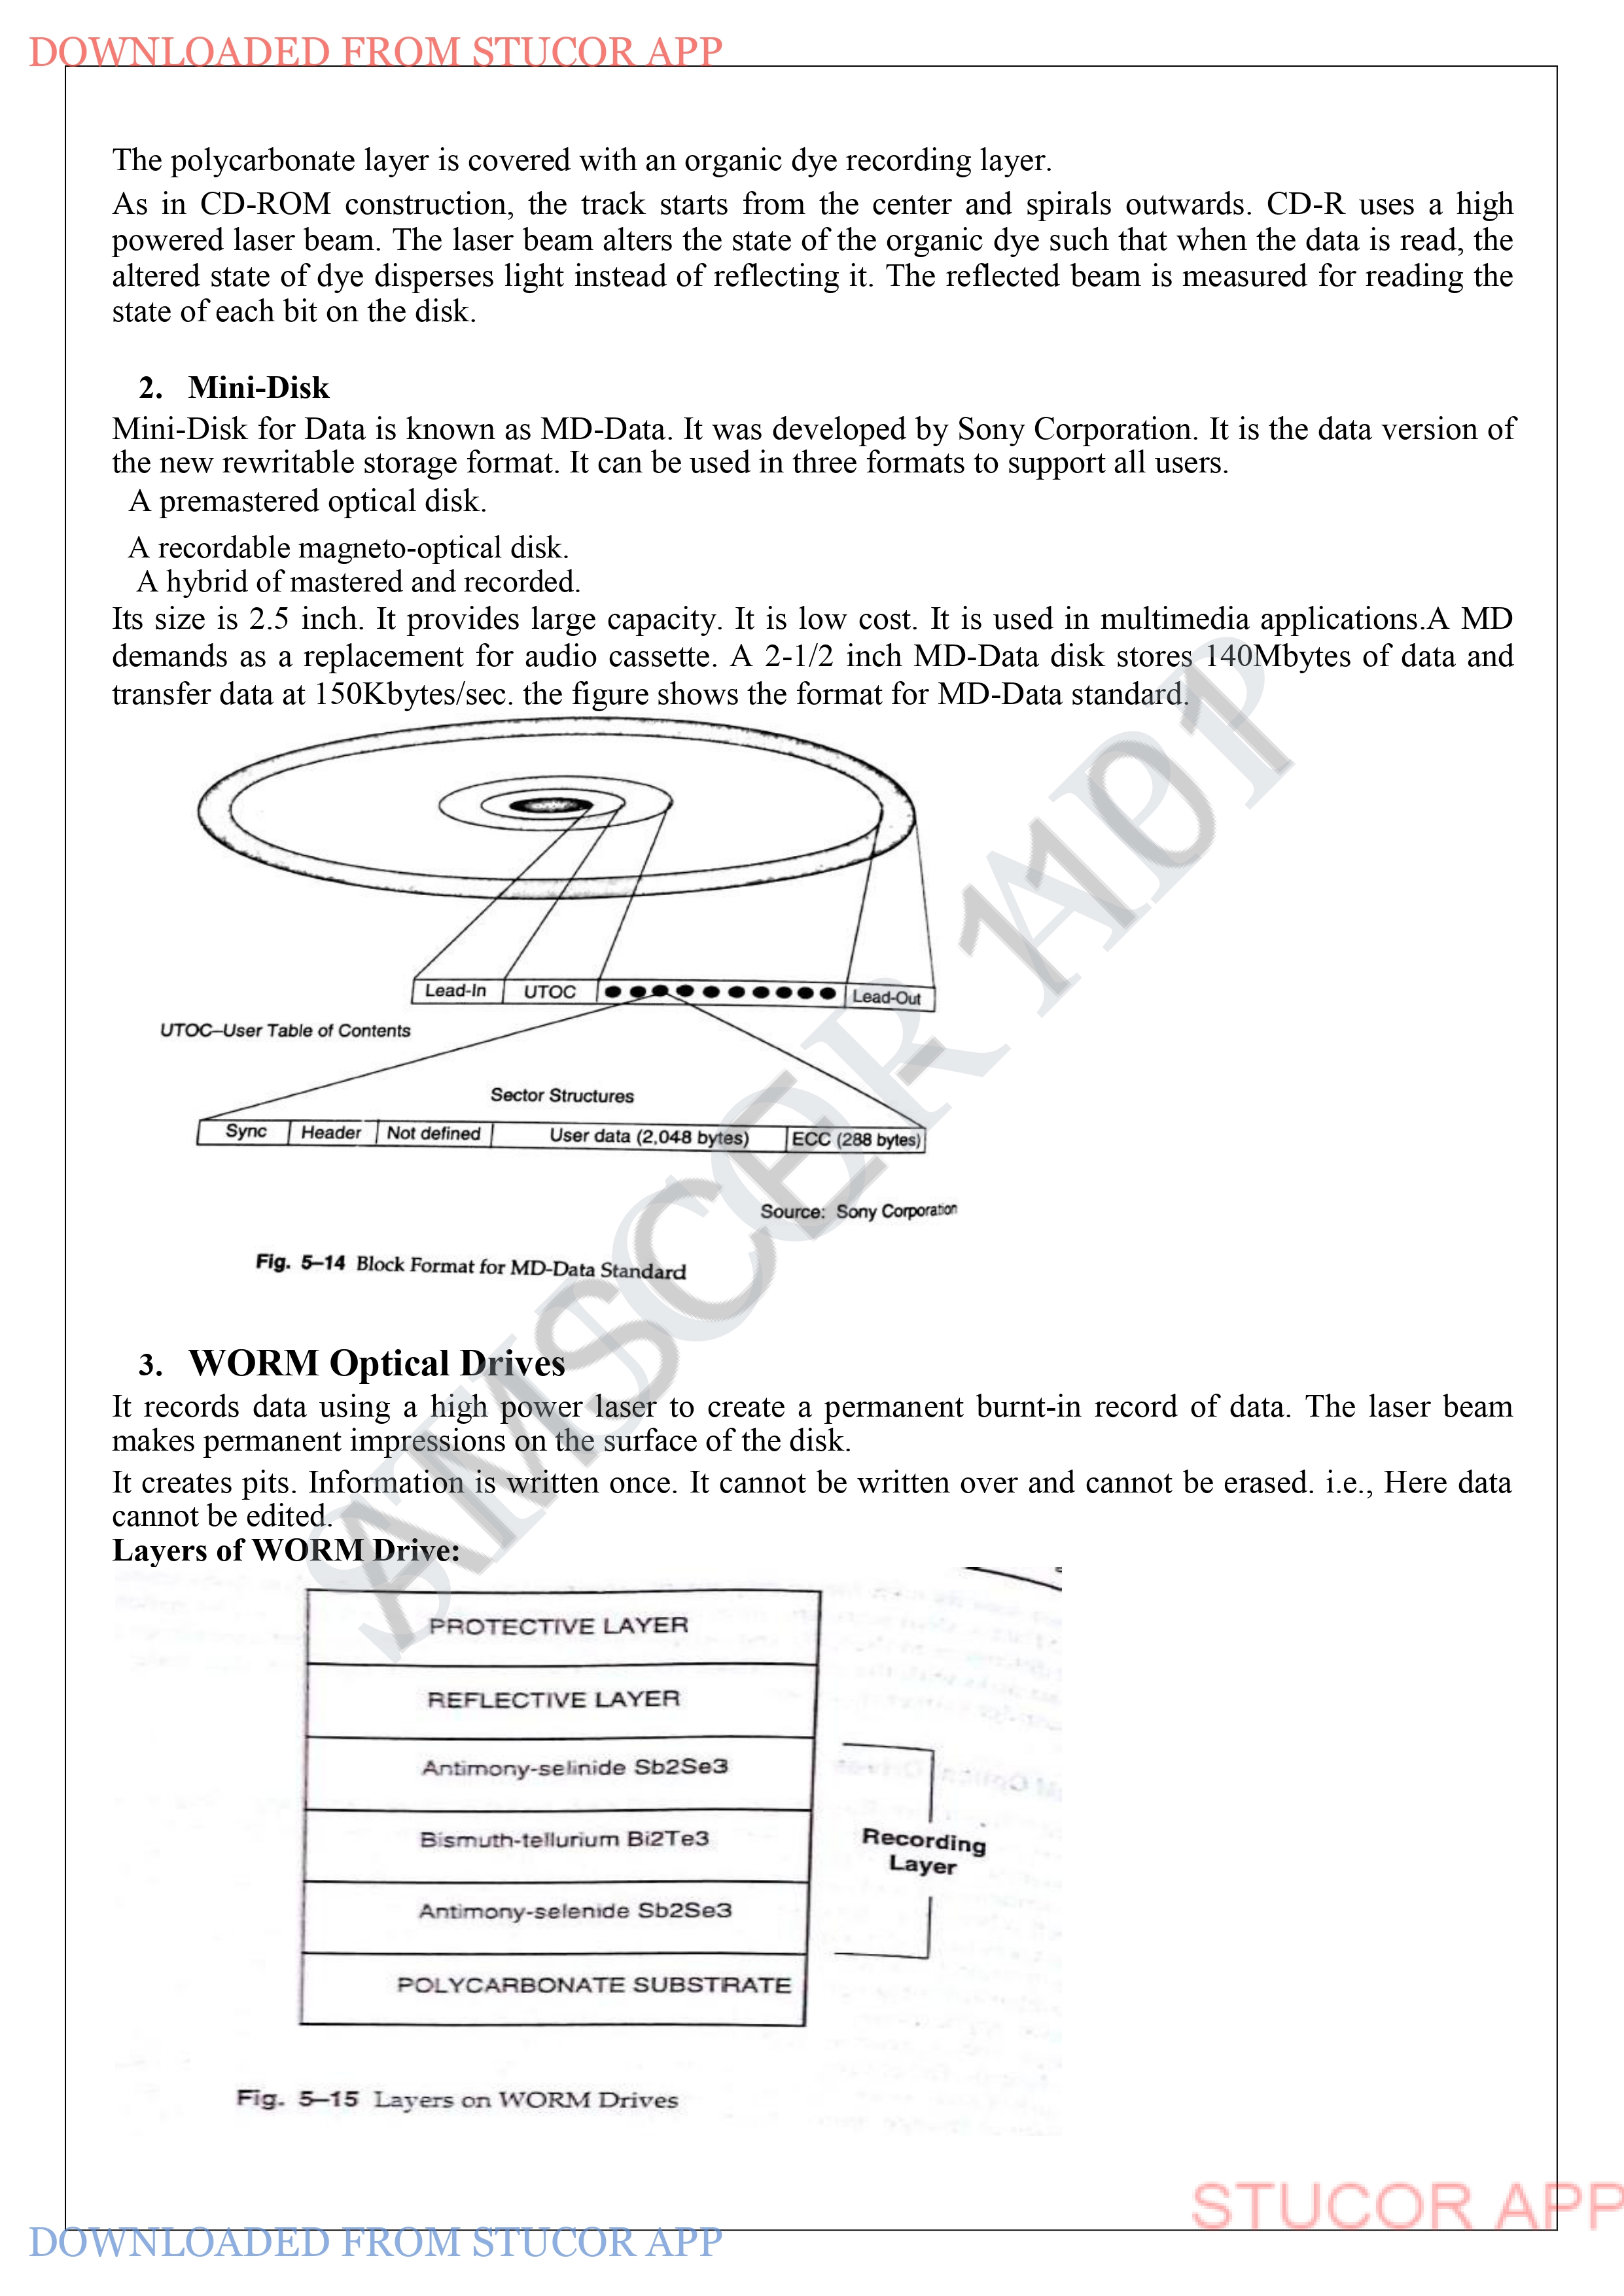 DOWNLOADED FROM STUCOR APP
The polycarbonate layer is covered with an organic dye recording layer.
As in CD-ROM construction, the track starts from the center and spirals outwards. CD-R uses a high
powered laser beam. The laser beam alters the state of the organic dye such that when the data is read, the
altered state of dye disperses light instead of reflecting it. The reflected beam is measured for reading the
state of each bit on the disk.
2. Mini-Disk
Mini-Disk for Data is known as MD-Data. It was developed by Sony Corporation. It is the data version of
the new rewritable storage format. It can be used in three formats to support all users.
A premastered optical disk.
A recordable magneto-optical disk.
A hybrid of mastered and recorded.
Its size is 2.5 inch. It provides large capacity. It is low cost. It is used in multimedia applications.A MD
demands as a replacement for audio cassette. A 2-1/2 inch MD-Data disk stores 140Mbytes of data and
transfer data at 150Kbytes/sec. the figure shows the format for MD-Data standard.
Lead-In UTOC Lead-Out
UTOC–User Table of Contents
Sector Structures
Sync Header Not defined User data (2,048 bytes) ECC (288 bytes)
Source: Sony Corporation
Fig. 5–14 Block Format for MD-Data Standard
3. WORM Optical Drives
It records data using a high power laser to create a permanent burnt-in record of data. The laser beam
makes permanent impressions on the surface of the disk.
It creates pits. Information is written once. It cannot be written over and cannot be erased. i.e., Here data
cannot be edited.
Layers of WORM Drive:
PROTECTIVE LAYER
REFLECTIVE LAYER
Antimony-selinide Sb2Se3
Bismuth-tellurium Bi2Te3
Antimony-selenide Sb2Se3
POLYCARBONATE SUBSTRATE
Recording
Layer
Fig. 5–15 Layers on WORM Drives
AMSCE-1101
STUCOR APP
STUCOR APP
DOWNLOADED FROM STUCOR APP